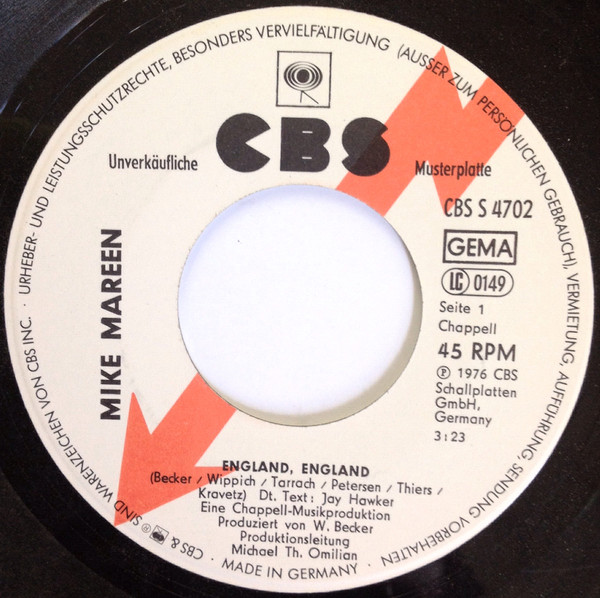 URHEBER- UND LEISTUNGSSCHUTZRECHTE, BESONDERS VERVIELFÄLTIGUNG (AUSSER ZUM PERSÖNLICHEN GEBRAUCH), VERMIETUNG, AUFFÜHRUNG, SENDUNG VORBEHALTEN
CBS
Unverkäufliche
Musterplatte
CBS S 4702
GEMA
LC 0149
Seite 1
Chappell
45 RPM
℗ 1976 CBS
Schallplatten
GmbH,
Germany
3:23
MIKE MAREEN
ENGLAND, ENGLAND
(Becker / Wippich / Tarrach / Petersen / Thiers /
Kravetz) Dt. Text: Jay Hawker
Eine Chappell-Musikproduktion
Produziert von W. Becker
Produktionsleitung
Michael Th. Omilian
· MADE IN GERMANY ·
CBS & ® SIND WARENZEICHEN VON CBS INC. ·